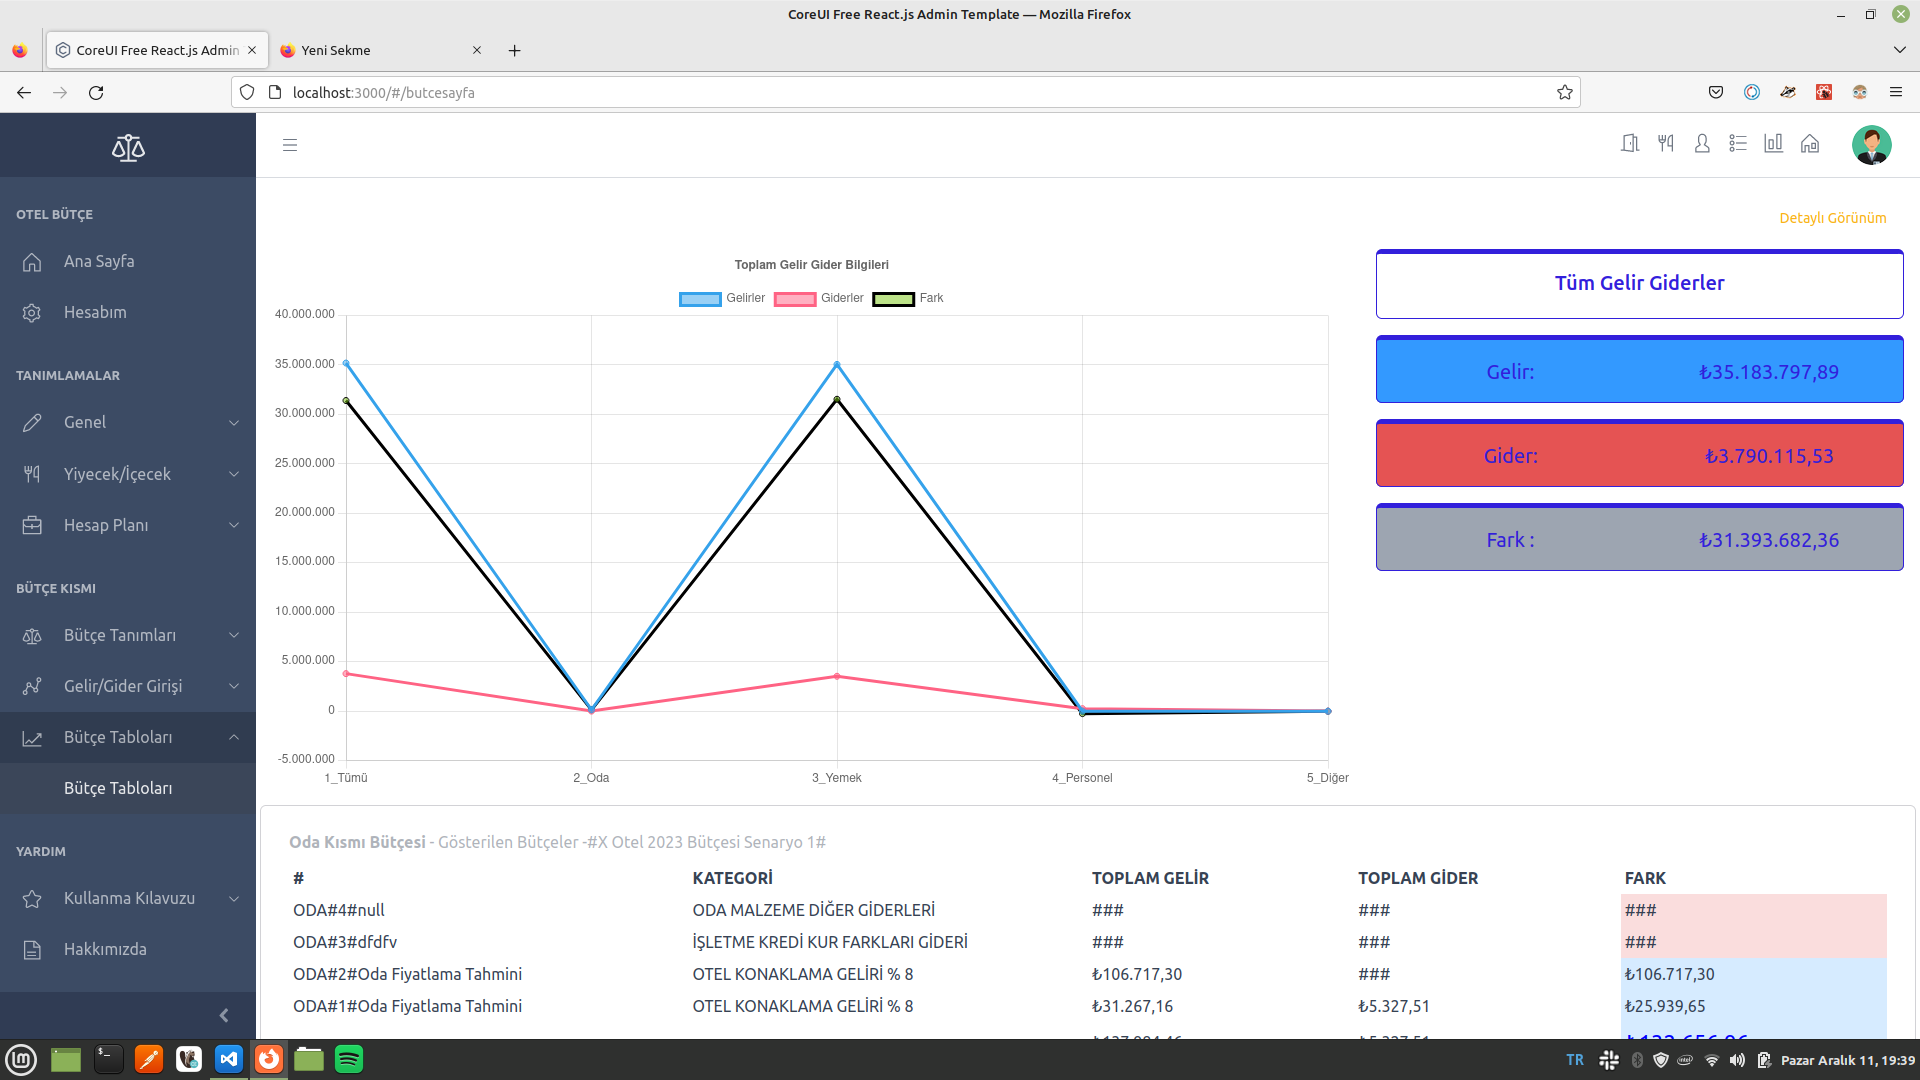 CoreUI Free React.js Admin Template — Mozilla Firefox
CoreUI Free React.js Admin
Yeni Sekme
localhost:3000/#/butcesayfa
OTEL BÜTÇE
Ana Sayfa
Hesabım
TANIMLAMALAR
Genel
Yiyecek/İçecek
Hesap Planı
BÜTÇE KISMI
Bütçe Tanımları
Gelir/Gider Girişi
Bütçe Tabloları
Bütçe Tabloları
YARDIM
Kullanma Kılavuzu
Hakkımızda
Detaylı Görünüm
Toplam Gelir Gider Bilgileri
Gelirler Giderler Fark
40.000.000
35.000.000
30.000.000
25.000.000
20.000.000
15.000.000
10.000.000
5.000.000
0
-5.000.000
1_Tümü 2_Oda 3_Yemek 4_Personel 5_Diğer
Tüm Gelir Giderler
Gelir: ₺35.183.797,89
Gider: ₺3.790.115,53
Fark : ₺31.393.682,36
Oda Kısmı Bütçesi - Gösterilen Bütçeler -#X Otel 2023 Bütçesi Senaryo 1#
# KATEGORİ TOPLAM GELİR TOPLAM GİDER FARK
ODA#4#null ODA MALZEME DİĞER GİDERLERİ ### ### ###
ODA#3#dfdfv İŞLETME KREDİ KUR FARKLARI GİDERİ ### ### ###
ODA#2#Oda Fiyatlama Tahmini OTEL KONAKLAMA GELİRİ % 8 ₺106.717,30 ### ₺106.717,30
ODA#1#Oda Fiyatlama Tahmini OTEL KONAKLAMA GELİRİ % 8 ₺31.267,16 ₺5.327,51 ₺25.939,65
TR
Pazar Aralık 11, 19:39